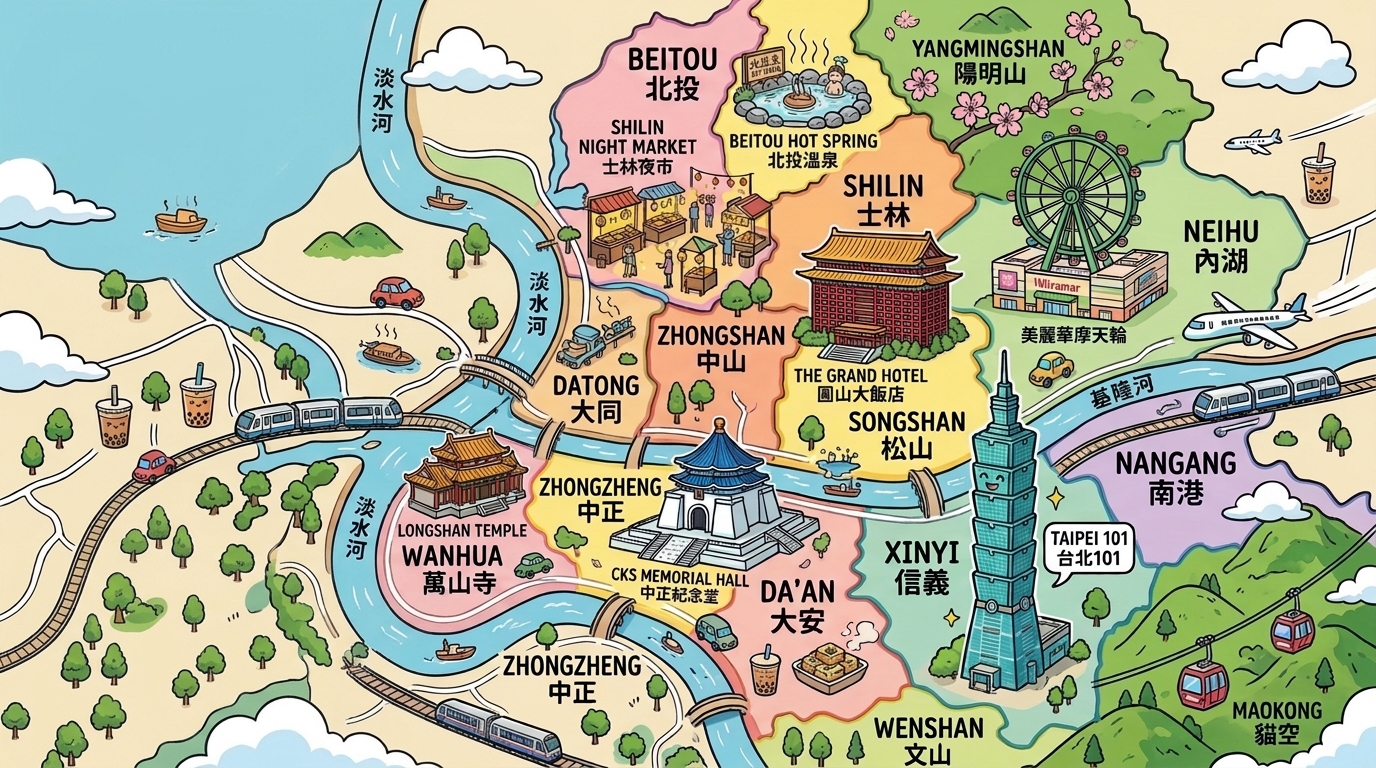 淡水河
BEITOU
北投
YANGMINGSHAN
陽明山
SHILIN
NIGHT MARKET
士林夜市
BEITOU HOT SPRING
北投溫泉
SHILIN
士林
NEIHU
內湖
淡水河
Miramar
美麗華摩天輪
ZHONGSHAN
中山
THE GRAND HOTEL
圓山大飯店
DATONG
大同
基隆河
SONGSHAN
松山
NANGANG
南港
ZHONGZHENG
中正
淡水河
LONGSHAN TEMPLE
WANHUA
萬山寺
XINYI
信義
TAIPEI 101
台北101
CKS MEMORIAL HALL
中正紀念堂
DA'AN
大安
ZHONGZHENG
中正
WENSHAN
文山
MAOKONG
貓空